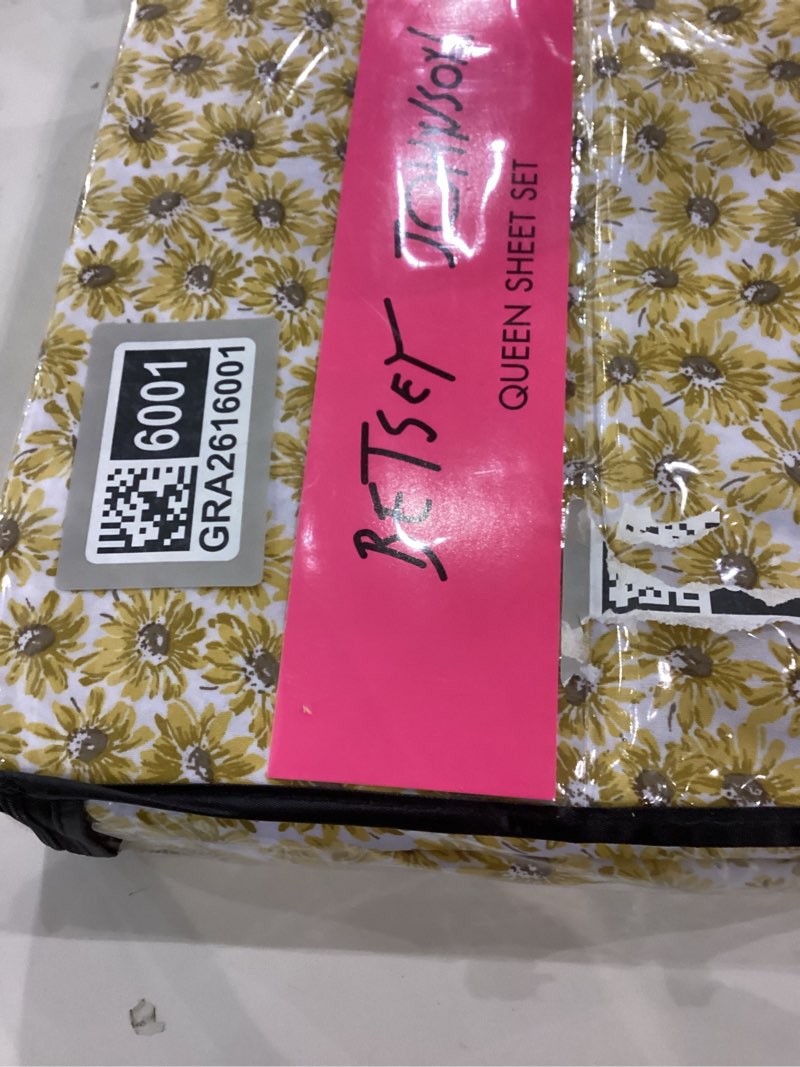 BETSEY JOHNSON
QUEEN SHEET SET
6001
GRA2616001